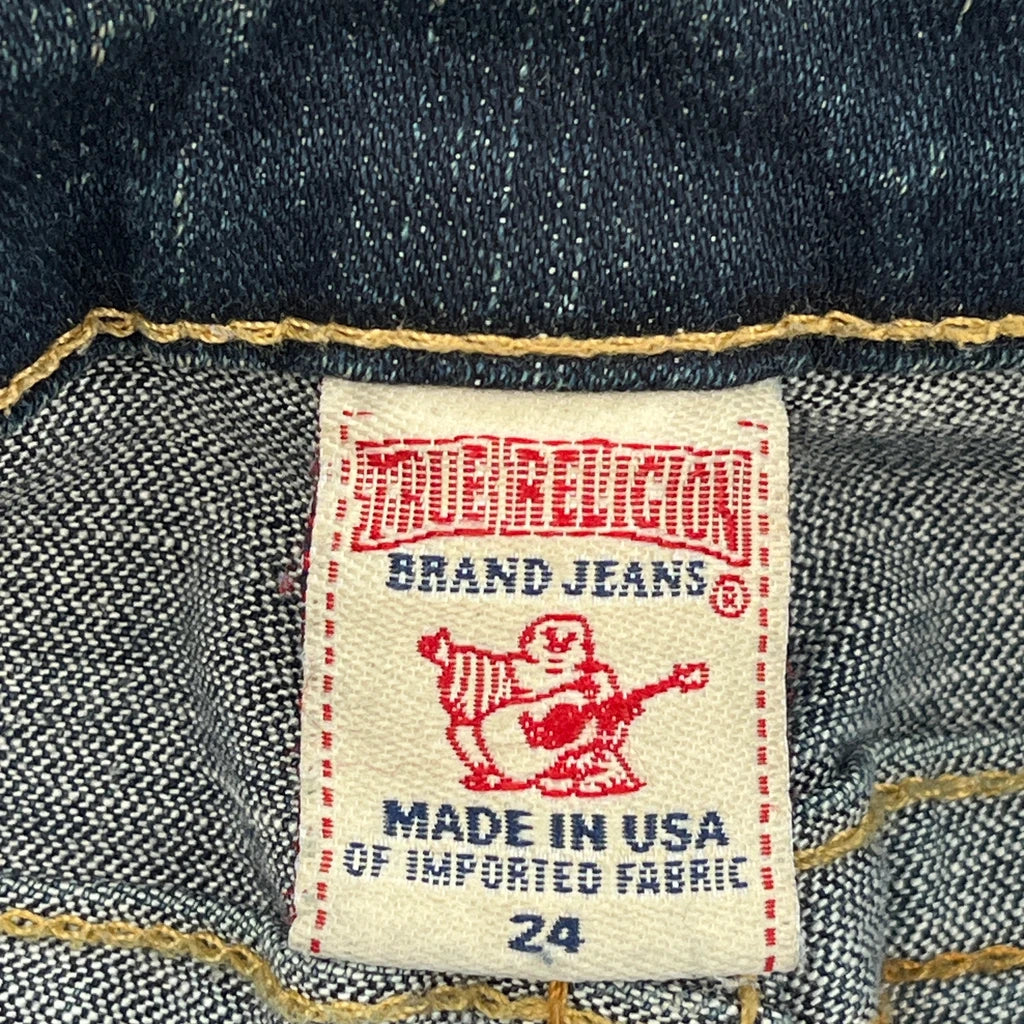 TRUE RELIGION
BRAND JEANS ®
MADE IN USA
OF IMPORTED FABRIC
24